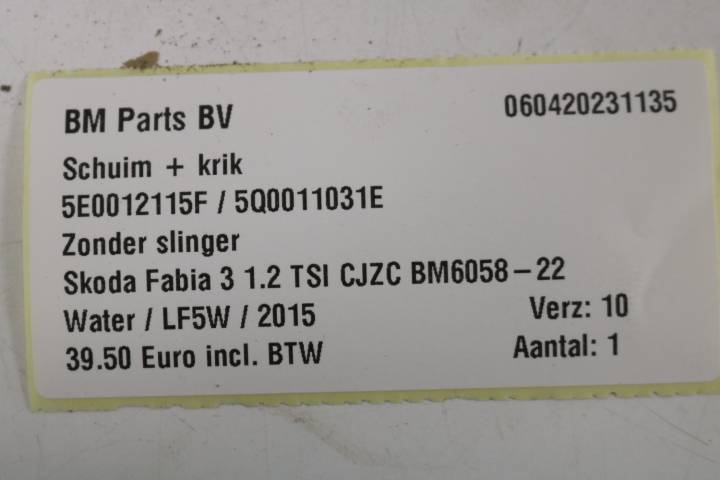 BM Parts BV 060420231135
Schuim + krik
5E0012115F / 5Q0011031E
Zonder slinger
Skoda Fabia 3 1.2 TSI CJZC BM6058-22
Water / LF5W / 2015 Verz: 10
39.50 Euro incl. BTW Aantal: 1